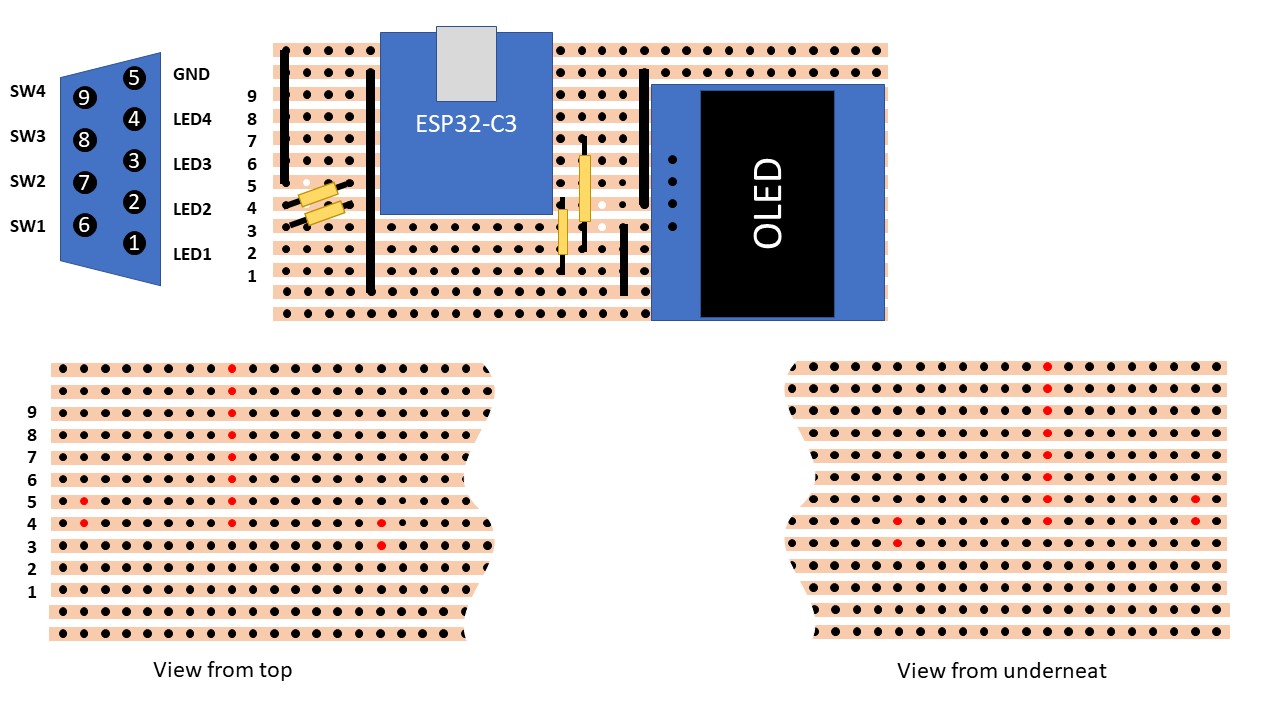 SW4
SW3
SW2
SW1
5
9
4
8
3
7
2
6
1
GND
LED4
LED3
LED2
LED1
9
8
7
6
5
4
3
2
1
ESP32-C3
OLED
9
8
7
6
5
4
3
2
1
View from top
View from underneat